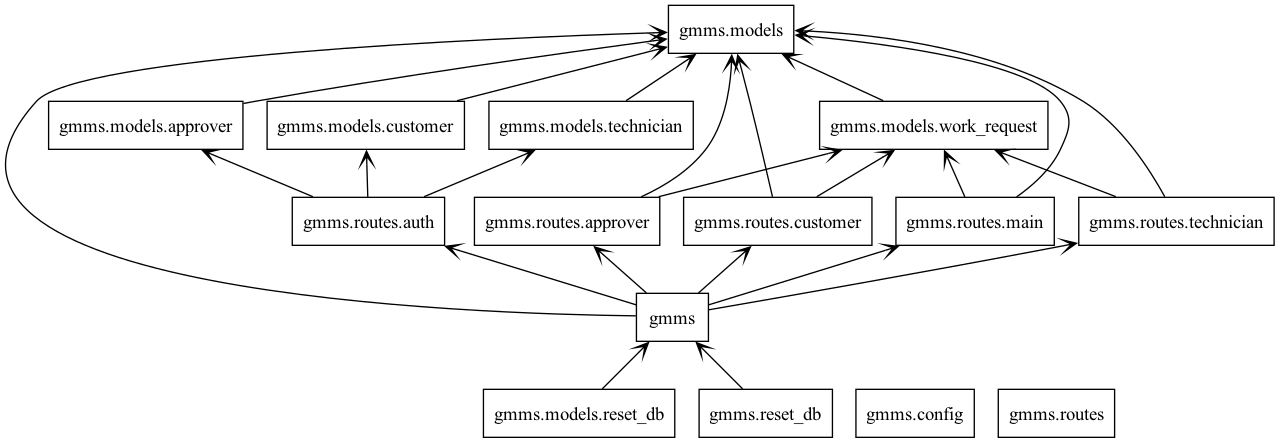 gmms.models
gmms.models.approver
gmms.models.customer
gmms.models.technician
gmms.models.work_request
gmms.routes.auth
gmms.routes.approver
gmms.routes.customer
gmms.routes.main
gmms.routes.technician
gmms
gmms.models.reset_db
gmms.reset_db
gmms.config
gmms.routes